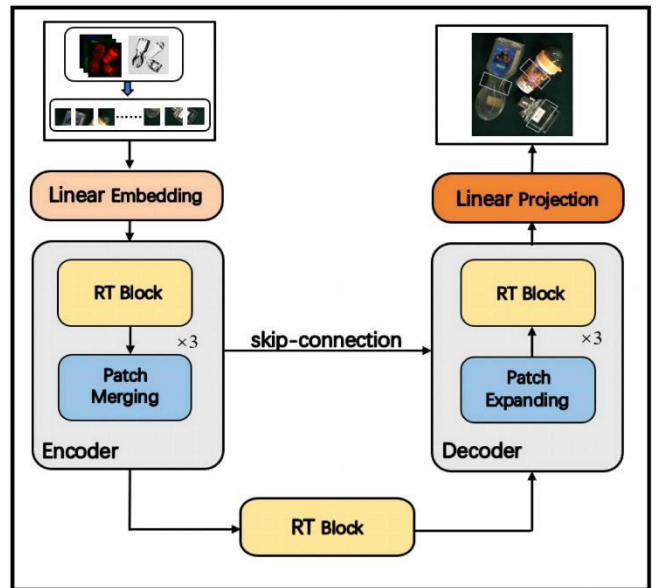 Linear Embedding
RT Block
×3
Patch
Merging
Encoder
skip-connection
RT Block
Linear Projection
RT Block
×3
Patch
Expanding
Decoder